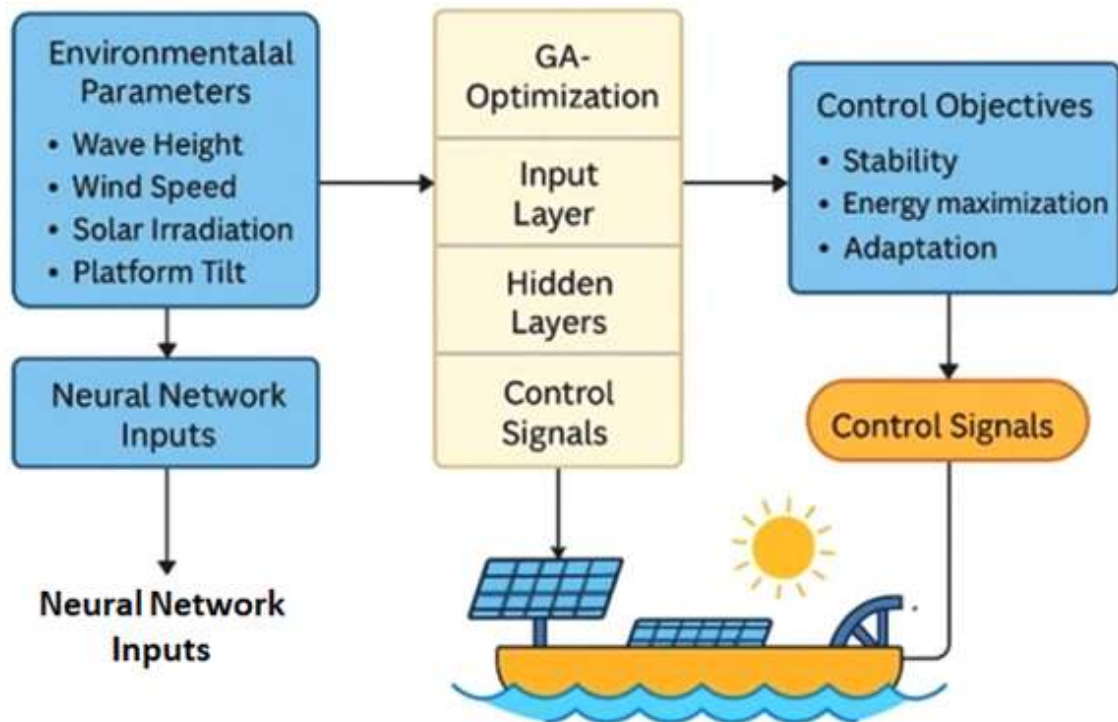 Environmentalal
Parameters
• Wave Height
• Wind Speed
• Solar Irradiation
• Platform Tilt
Neural Network
Inputs
Neural Network
Inputs
GA-
Optimization
Input
Layer
Hidden
Layers
Control
Signals
Control Objectives
• Stability
• Energy maximization
• Adaptation
Control Signals